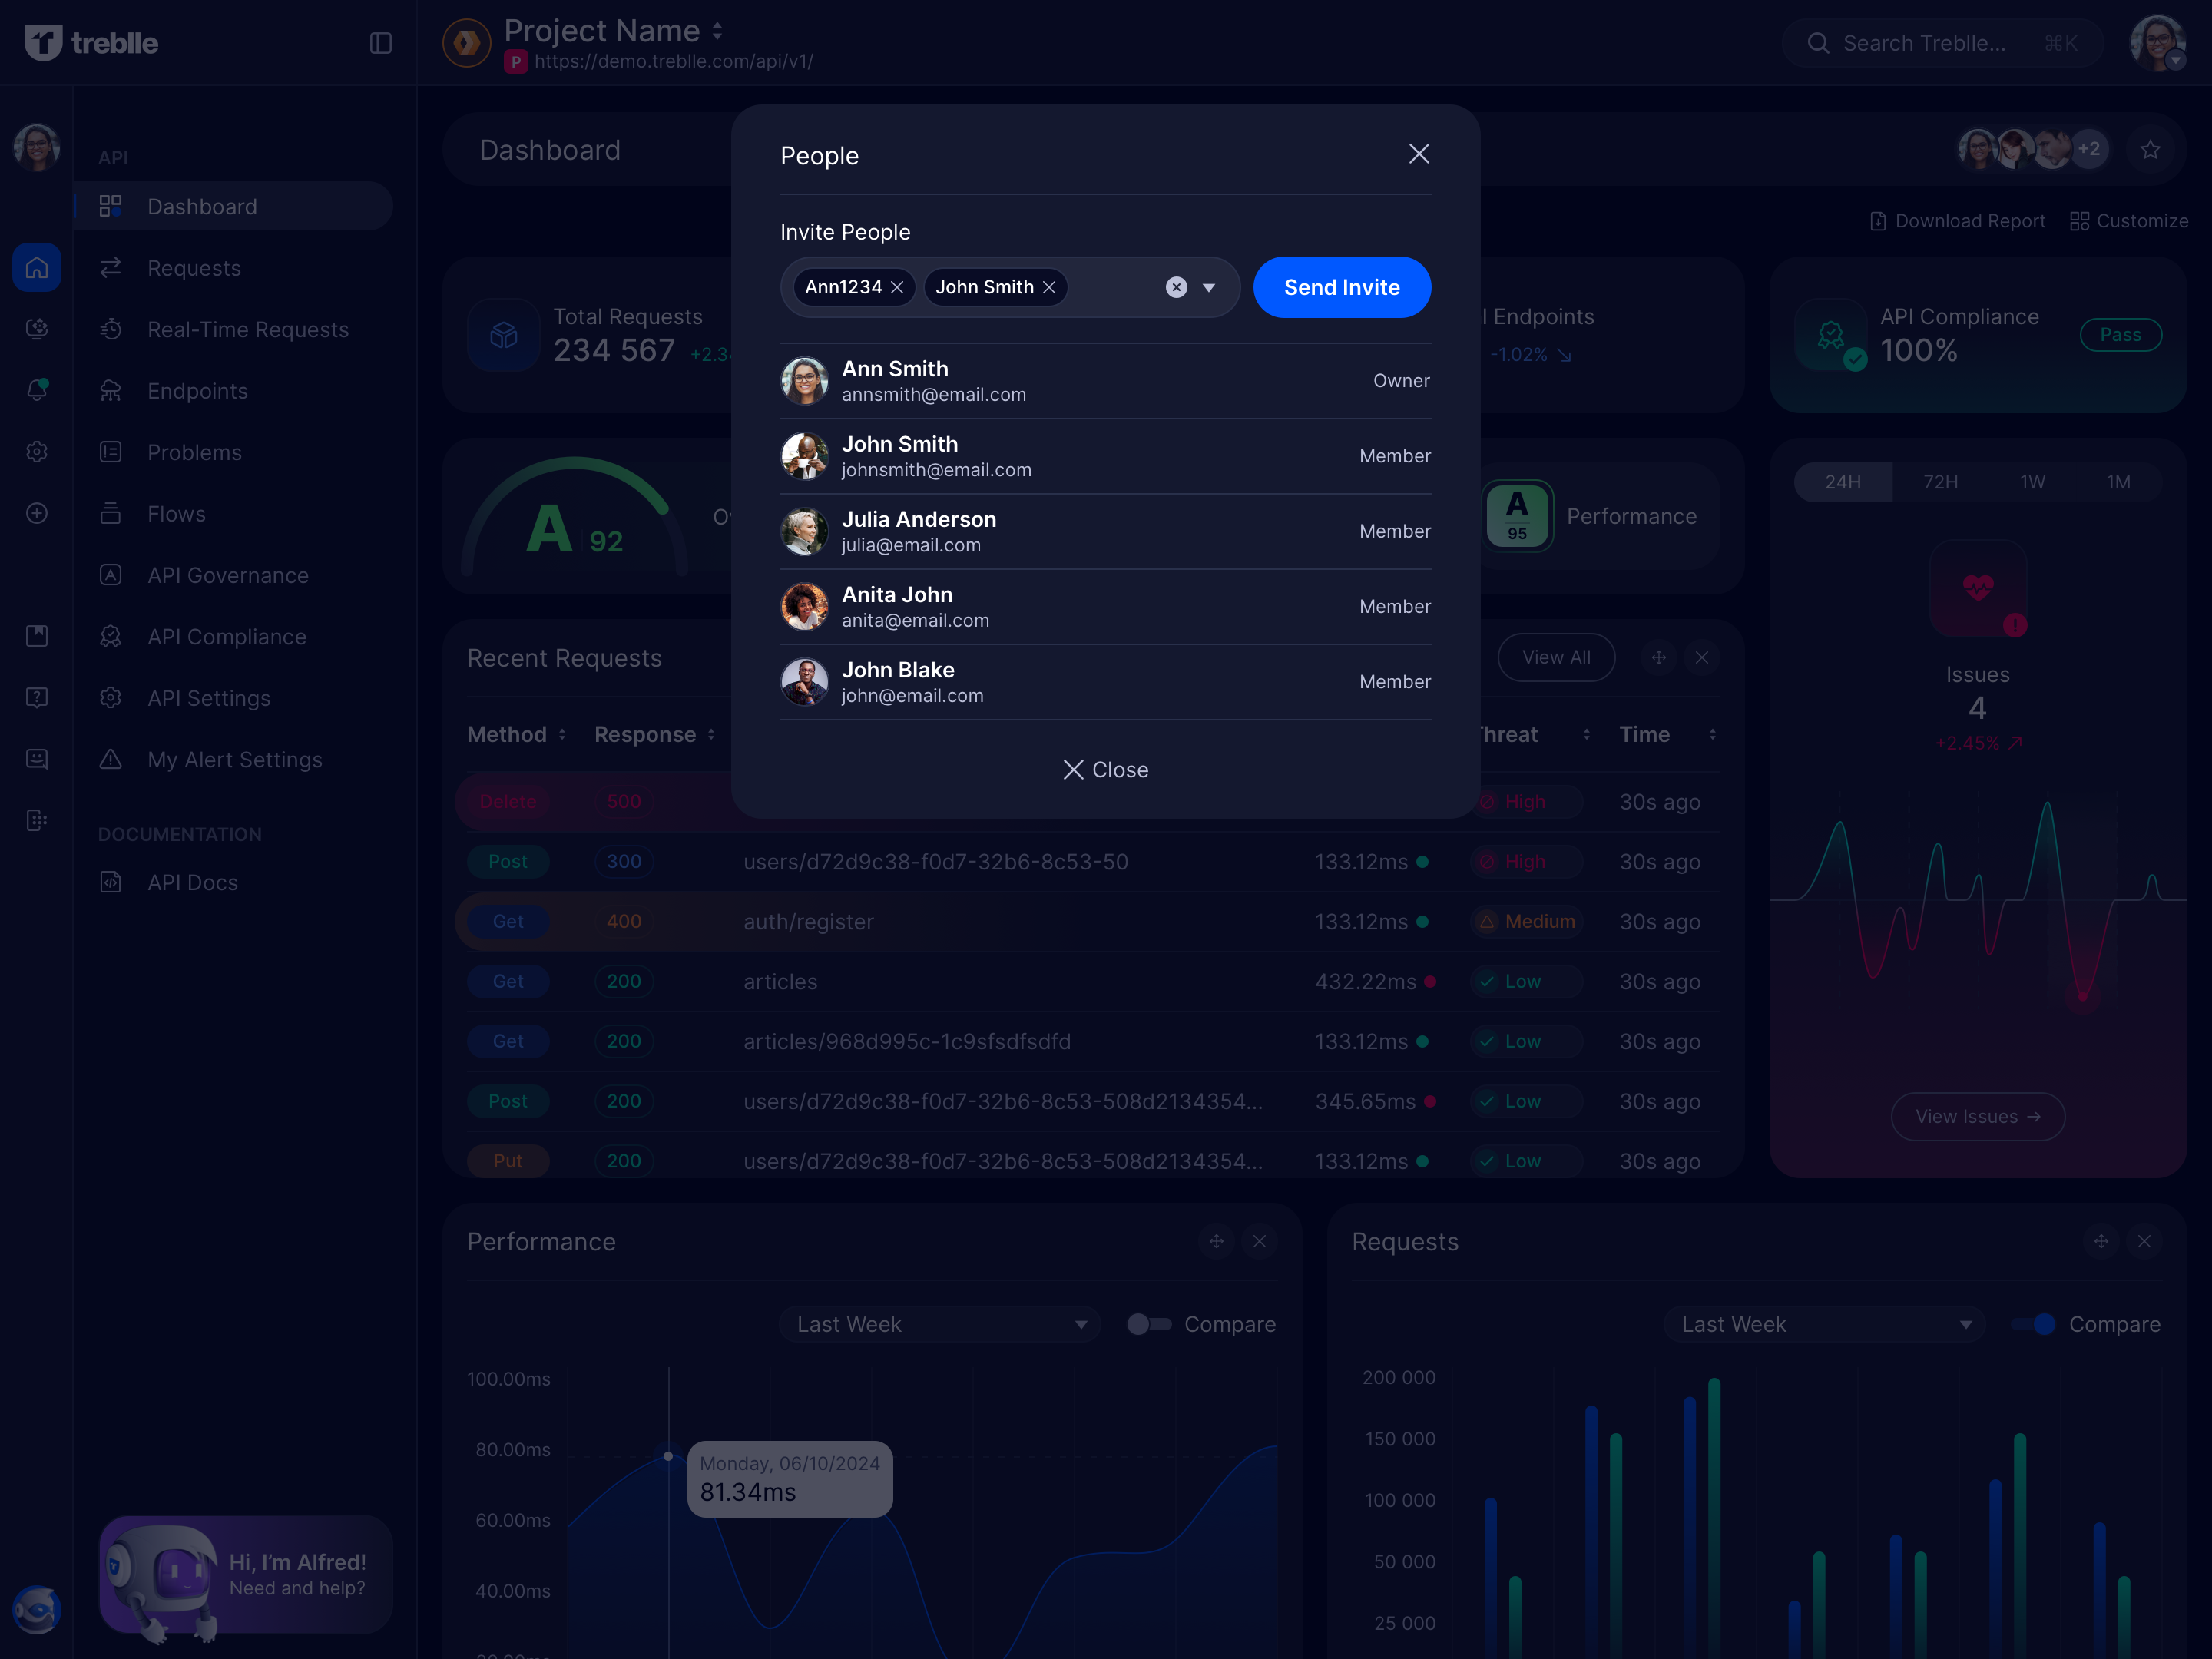 treblle
Project Name
P https://demo.treblle.com/api/v1/
Search Treblle... ⌘K
API
Dashboard
Requests
Real-Time Requests
Endpoints
Problems
Flows
API Governance
API Compliance
API Settings
My Alert Settings
DOCUMENTATION
API Docs
Hi, I'm Alfred!
Need and help?
Dashboard
+2
Download Report
Customize
People
Invite People
Ann1234
John Smith
Send Invite
Ann Smith
annsmith@email.com
Owner
John Smith
johnsmith@email.com
Member
Julia Anderson
julia@email.com
Member
Anita John
anita@email.com
Member
John Blake
john@email.com
Member
Close
Total Requests
234 567
Endpoints
-1.02%
API Compliance
100%
Pass
A 92
A
95
Performance
24H 72H 1W 1M
Issues
4
+2.45%
View Issues →
Recent Requests
View All
Method Response Threat Time
Delete 500 High 30s ago
Post 300 users/d72d9c38-f0d7-32b6-8c53-50 133.12ms High 30s ago
Get 400 auth/register 133.12ms Medium 30s ago
Get 200 articles 432.22ms Low 30s ago
Get 200 articles/968d995c-1c9sfsdfsdfd 133.12ms Low 30s ago
Post 200 users/d72d9c38-f0d7-32b6-8c53-508d2134354... 345.65ms Low 30s ago
Put 200 users/d72d9c38-f0d7-32b6-8c53-508d2134354... 133.12ms Low 30s ago
Performance
Last Week
Compare
100.00ms
80.00ms
60.00ms
40.00ms
Monday, 06/10/2024
81.34ms
Requests
Last Week
Compare
200 000
150 000
100 000
50 000
25 000